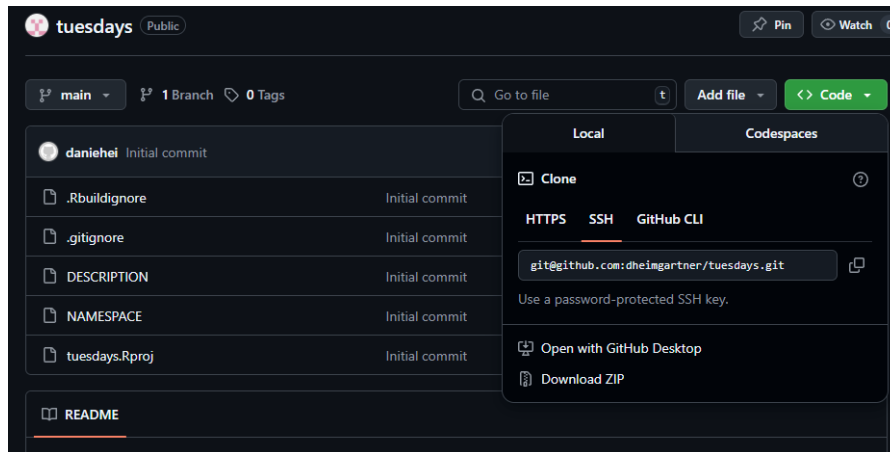 tuesdays Public Pin Watch
main 1 Branch 0 Tags Go to file t Add file <> Code
Local Codespaces
daniehei Initial commit
Clone
.Rbuildignore Initial commit
HTTPS SSH GitHub CLI
.gitignore Initial commit
git@github.com:dheimgartner/tuesdays.git
DESCRIPTION Initial commit
Use a password-protected SSH key.
NAMESPACE Initial commit
Open with GitHub Desktop
tuesdays.Rproj Initial commit
Download ZIP
README